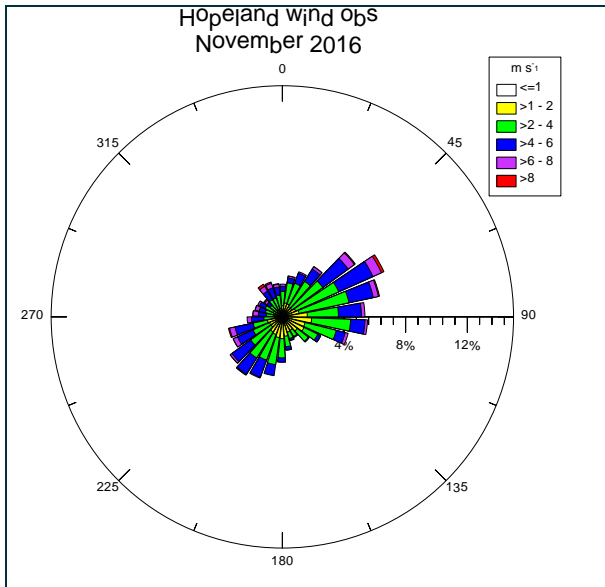 Hopeland wind obs
November 2016
0
45
90
135
180
225
270
315
4%
8%
12%
m s-1
<=1
>1 - 2
>2 - 4
>4 - 6
>6 - 8
>8